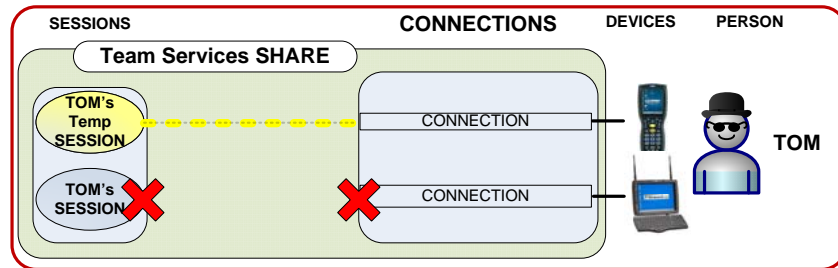 SESSIONS
CONNECTIONS
DEVICES
PERSON
Team Services SHARE
TOM's
Temp
SESSION
CONNECTION
TOM
TOM's
SESSION
CONNECTION